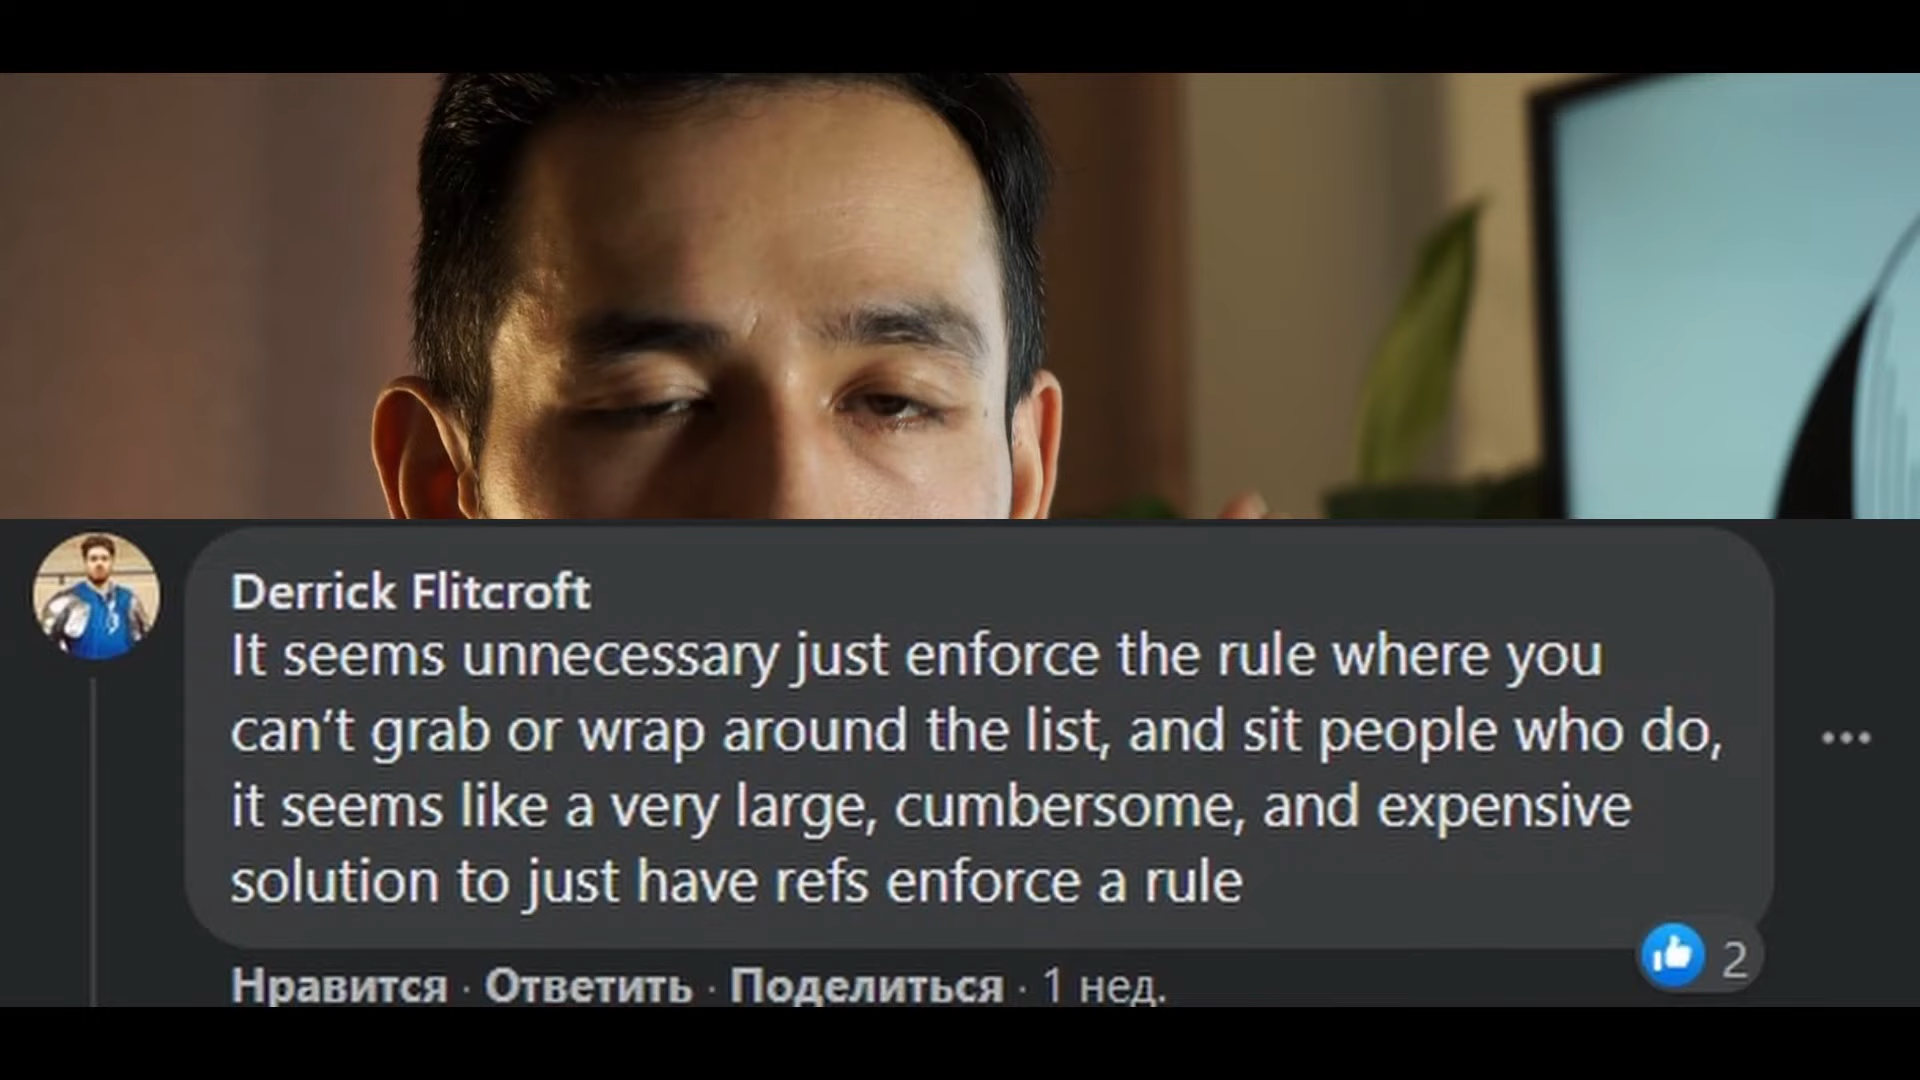 Derrick Flitcroft
It seems unnecessary just enforce the rule where you
can't grab or wrap around the list, and sit people who do,
it seems like a very large, cumbersome, and expensive
solution to just have refs enforce a rule
2
Нравится · Ответить · Поделиться · 1 нед.